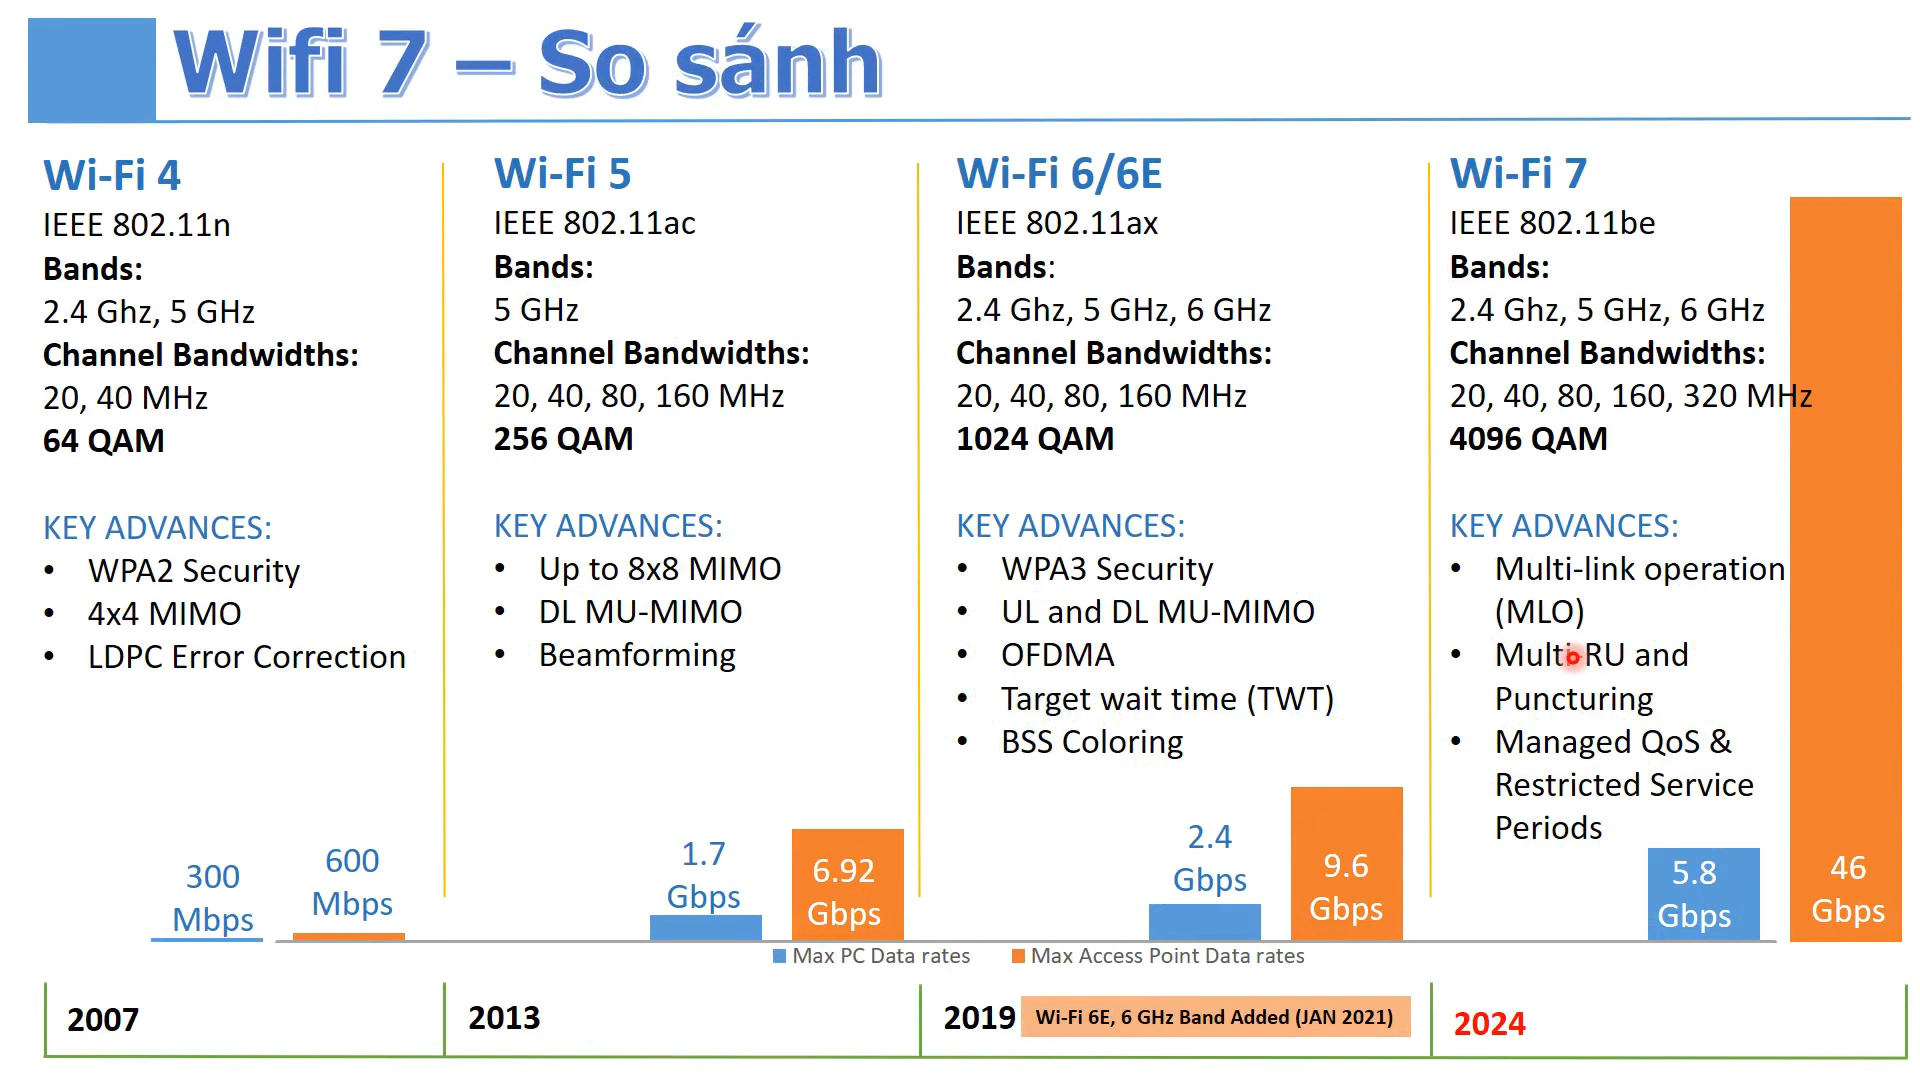 Wifi 7 – So sánh
Wi-Fi 4
IEEE 802.11n
Bands:
2.4 Ghz, 5 GHz
Channel Bandwidths:
20, 40 MHz
64 QAM
KEY ADVANCES:
• WPA2 Security
• 4x4 MIMO
• LDPC Error Correction
300
Mbps
600
Mbps
Wi-Fi 5
IEEE 802.11ac
Bands:
5 GHz
Channel Bandwidths:
20, 40, 80, 160 MHz
256 QAM
KEY ADVANCES:
• Up to 8x8 MIMO
• DL MU-MIMO
• Beamforming
1.7
Gbps
6.92
Gbps
Wi-Fi 6/6E
IEEE 802.11ax
Bands:
2.4 Ghz, 5 GHz, 6 GHz
Channel Bandwidths:
20, 40, 80, 160 MHz
1024 QAM
KEY ADVANCES:
• WPA3 Security
• UL and DL MU-MIMO
• OFDMA
• Target wait time (TWT)
• BSS Coloring
2.4
Gbps
9.6
Gbps
Wi-Fi 7
IEEE 802.11be
Bands:
2.4 Ghz, 5 GHz, 6 GHz
Channel Bandwidths:
20, 40, 80, 160, 320 MHz
4096 QAM
KEY ADVANCES:
• Multi-link operation
(MLO)
• Multi RU and
Puncturing
• Managed QoS &
Restricted Service
Periods
5.8
Gbps
46
Gbps
Max PC Data rates
Max Access Point Data rates
2007
2013
2019
Wi-Fi 6E, 6 GHz Band Added (JAN 2021)
2024